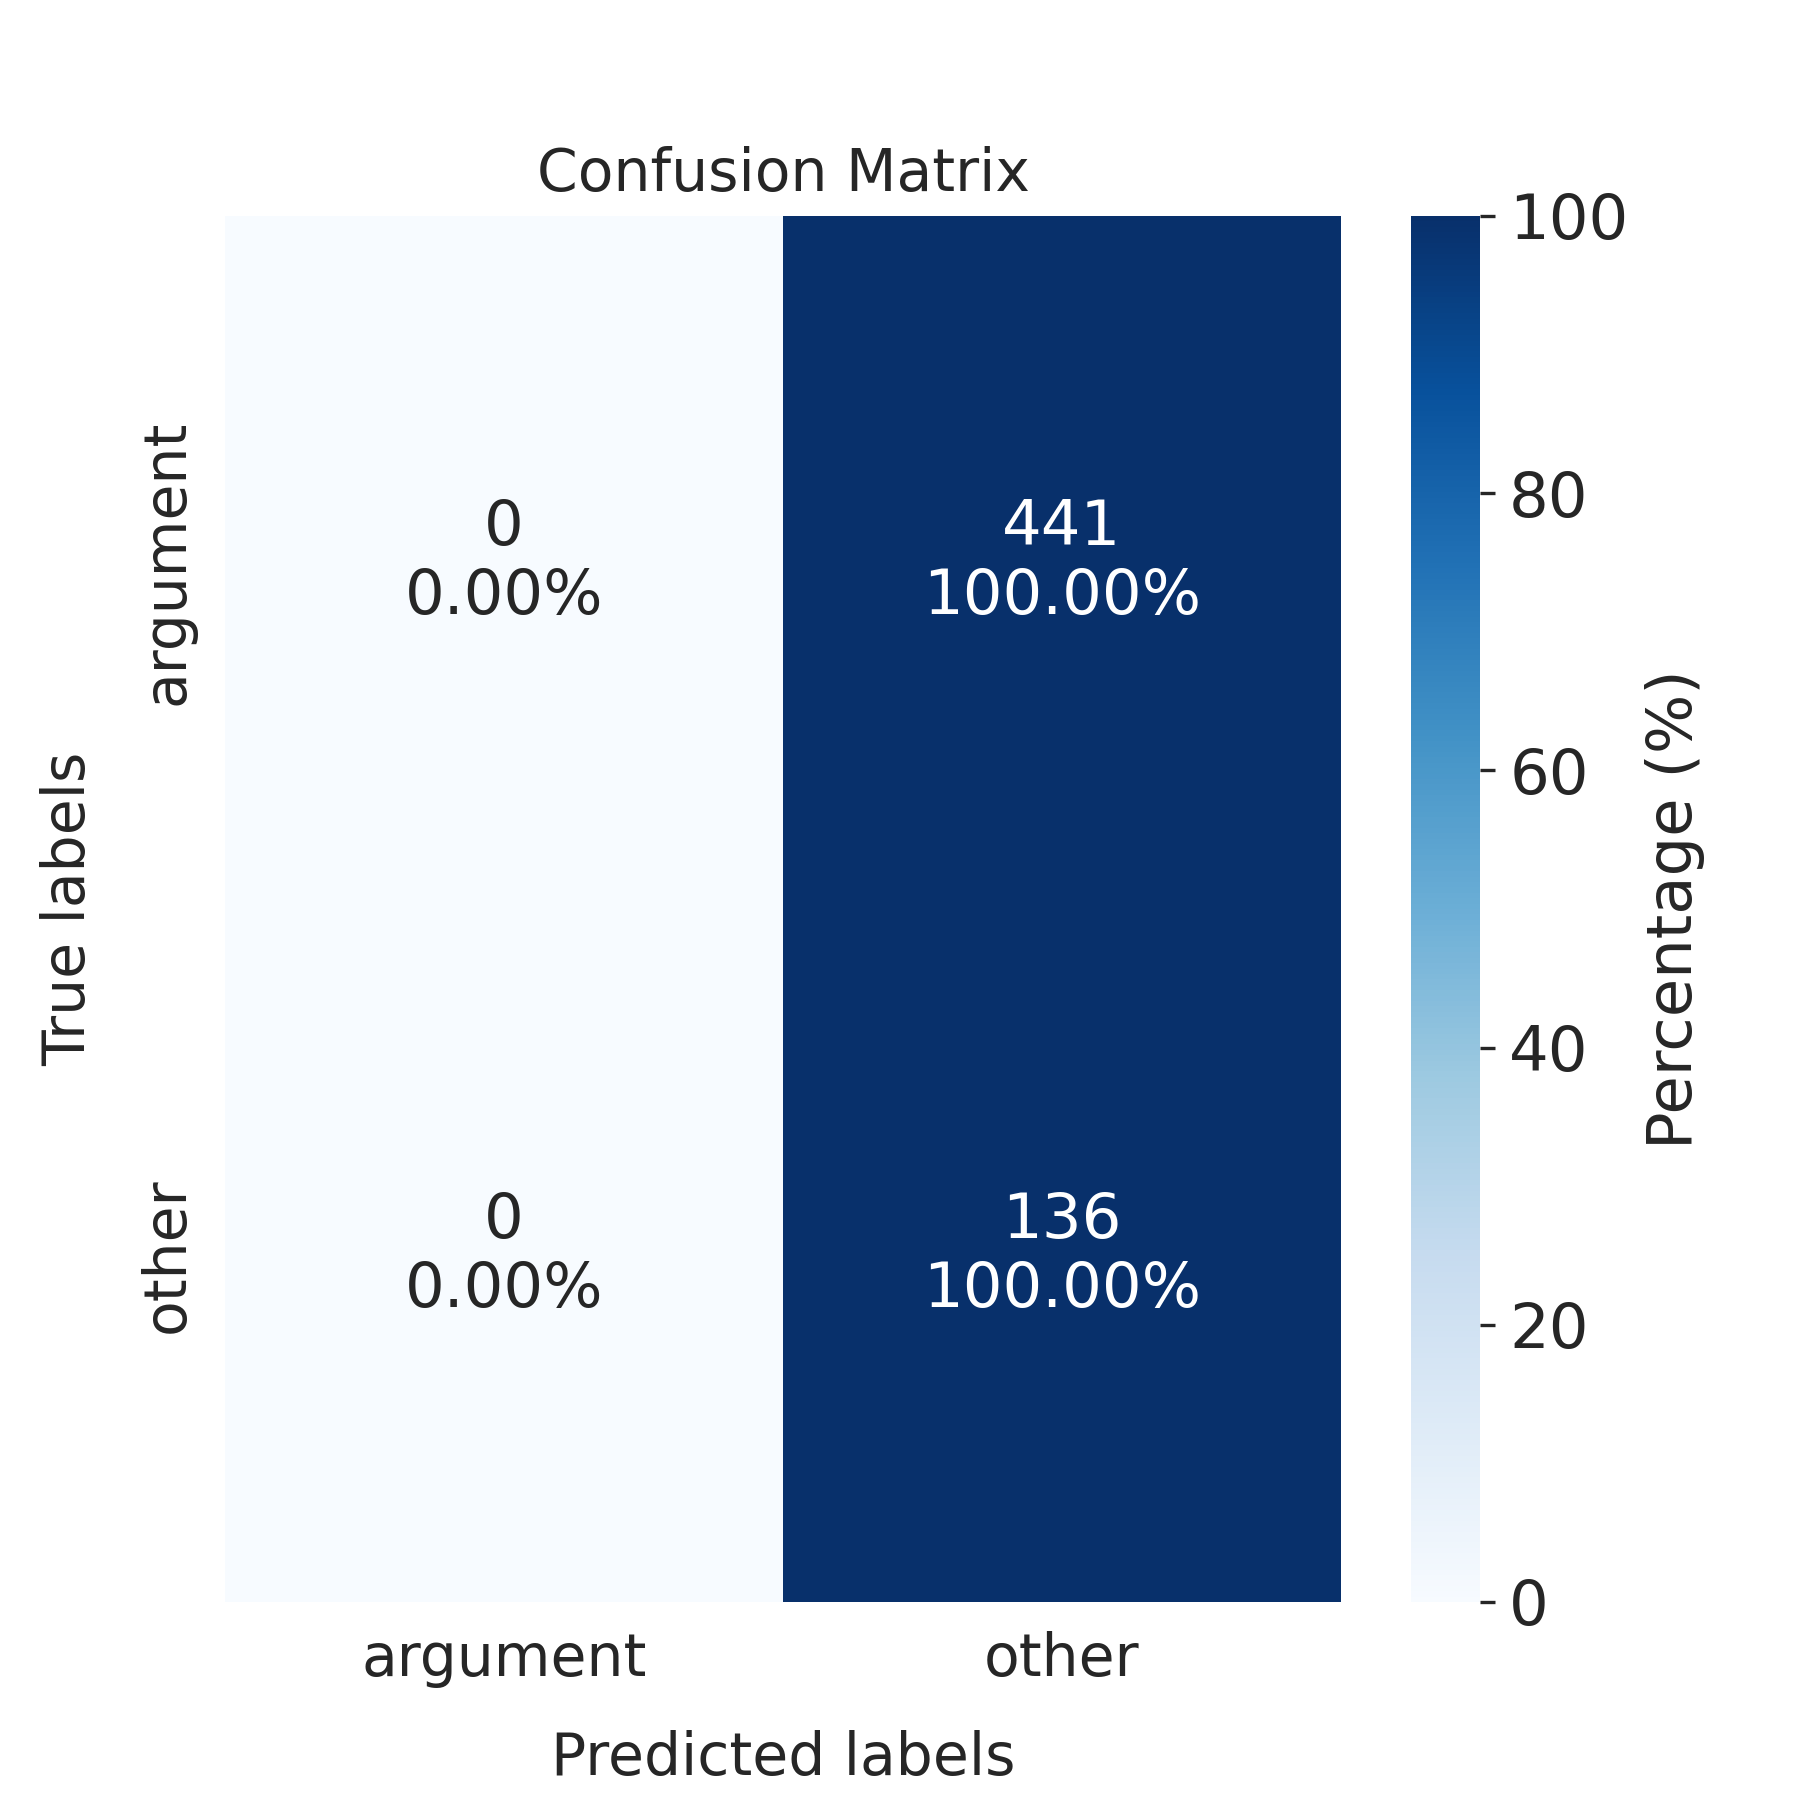 Confusion Matrix
True labels
argument
other
0
0.00%
441
100.00%
0
0.00%
136
100.00%
argument
other
Predicted labels
100
80
60
40
20
0
Percentage (%)